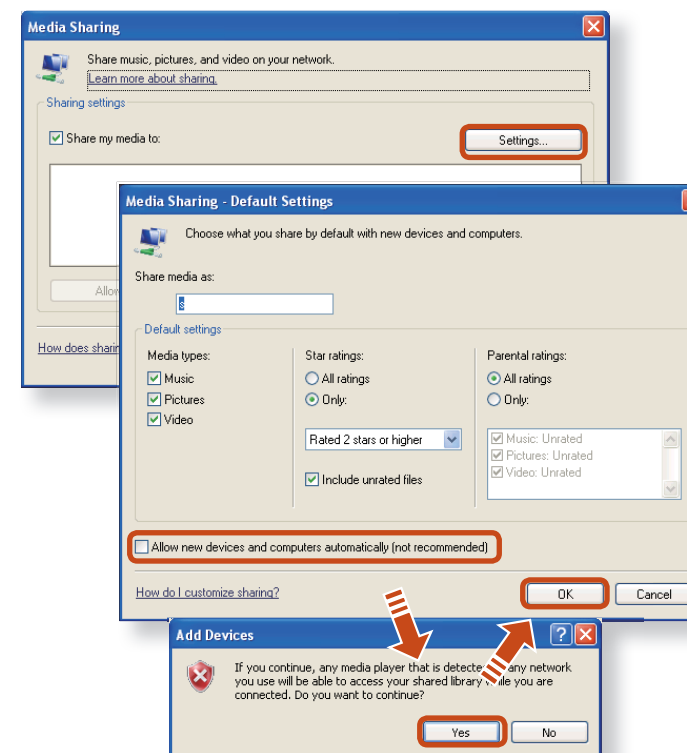 Media Sharing
Share music, pictures, and video on your network.
Learn more about sharing.
Sharing settings
Share my media to:
Settings...
Allow
How does sharin
Media Sharing - Default Settings
Choose what you share by default with new devices and computers.
Share media as:
s
Default settings
Media types:
Music
Pictures
Video
Star ratings:
All ratings
Only:
Rated 2 stars or higher
Include unrated files
Parental ratings:
All ratings
Only:
Music: Unrated
Pictures: Unrated
Video: Unrated
Allow new devices and computers automatically (not recommended)
How do I customize sharing?
OK
Cancel
Add Devices
If you continue, any media player that is detecte any network
you use will be able to access your shared library while you are
connected. Do you want to continue?
Yes
No